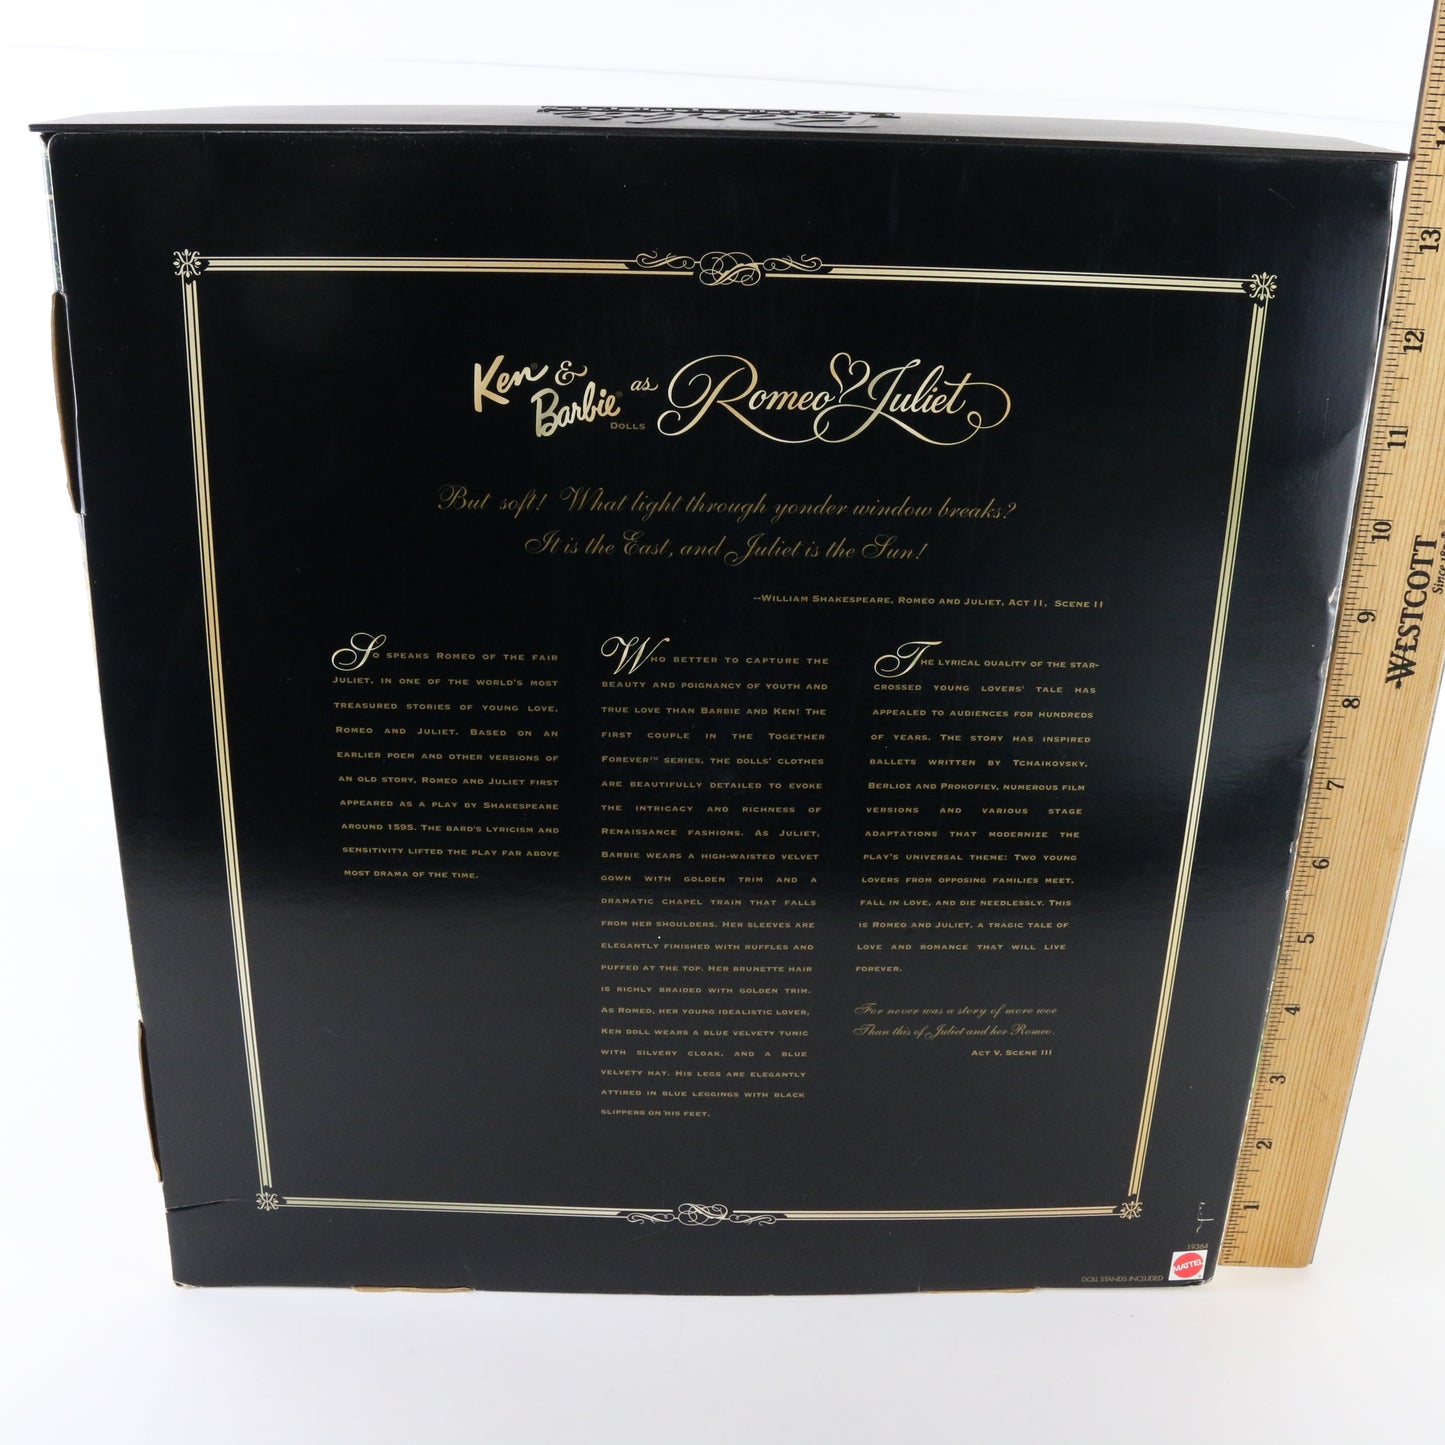 Ken® &
Barbie®
DOLLS
as
Romeo Juliet
But soft! What light through yonder window breaks?
It is the East, and Juliet is the Sun!
--WILLIAM SHAKESPEARE, ROMEO AND JULIET, ACT II, SCENE II
SO SPEAKS ROMEO OF THE FAIR
JULIET, IN ONE OF THE WORLD'S MOST
TREASURED STORIES OF YOUNG LOVE,
ROMEO AND JULIET. BASED ON AN
EARLIER POEM AND OTHER VERSIONS OF
AN OLD STORY, ROMEO AND JULIET FIRST
APPEARED AS A PLAY BY SHAKESPEARE
AROUND 1595. THE BARD'S LYRICISM AND
SENSITIVITY LIFTED THE PLAY FAR ABOVE
MOST DRAMA OF THE TIME.
WHO BETTER TO CAPTURE THE
BEAUTY AND POIGNANCY OF YOUTH AND
TRUE LOVE THAN BARBIE AND KEN! THE
FIRST COUPLE IN THE TOGETHER
FOREVER™ SERIES, THE DOLLS' CLOTHES
ARE BEAUTIFULLY DETAILED TO EVOKE
THE INTRICACY AND RICHNESS OF
RENAISSANCE FASHIONS. AS JULIET,
BARBIE WEARS A HIGH-WAISTED VELVET
GOWN WITH GOLDEN TRIM AND A
DRAMATIC CHAPEL TRAIN THAT FALLS
FROM HER SHOULDERS. HER SLEEVES ARE
ELEGANTLY FINISHED WITH RUFFLES AND
PUFFED AT THE TOP. HER BRUNETTE HAIR
IS RICHLY BRAIDED WITH GOLDEN TRIM.
AS ROMEO, HER YOUNG IDEALISTIC LOVER,
KEN DOLL WEARS A BLUE VELVETY TUNIC
WITH SILVERY CLOAK, AND A BLUE
VELVETY HAT. HIS LEGS ARE ELEGANTLY
ATTIRED IN BLUE LEGGINGS WITH BLACK
SLIPPERS ON HIS FEET.
THE LYRICAL QUALITY OF THE STAR-
CROSSED YOUNG LOVERS' TALE HAS
APPEALED TO AUDIENCES FOR HUNDREDS
OF YEARS. THE STORY HAS INSPIRED
BALLETS WRITTEN BY TCHAIKOVSKY,
BERLIOZ AND PROKOFIEV, NUMEROUS FILM
VERSIONS AND VARIOUS STAGE
ADAPTATIONS THAT MODERNIZE THE
PLAY'S UNIVERSAL THEME: TWO YOUNG
LOVERS FROM OPPOSING FAMILIES MEET,
FALL IN LOVE, AND DIE NEEDLESSLY. THIS
IS ROMEO AND JULIET, A TRAGIC TALE OF
LOVE AND ROMANCE THAT WILL LIVE
FOREVER.
For never was a story of more woe
Than this of Juliet and her Romeo.
ACT V, SCENE III
19364
DOLL STANDS INCLUDED
MATTEL
14
13
12
11
10
9
8
7
6
5
4
3
2
1
WESTCOTT
Since